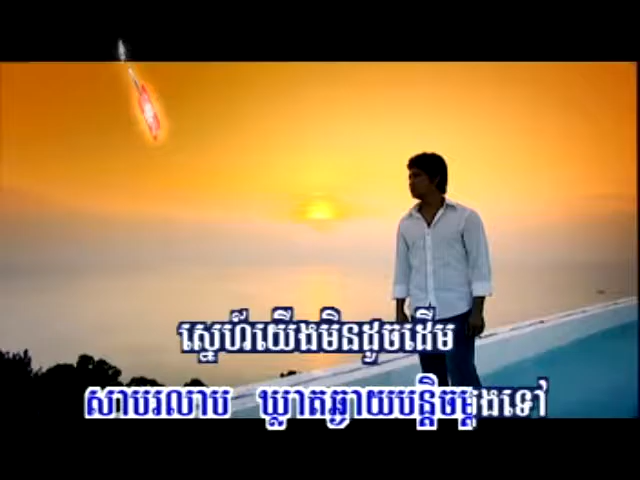 ស្នេហ៍យើងមិនដូចដើម
សាបរលាប ឃ្លាតឆ្ងាយបន្តិចម្ដងទៅ